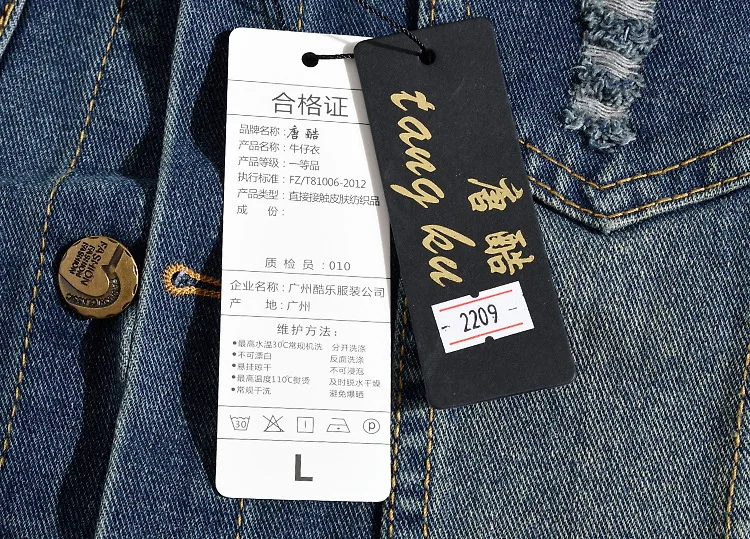 合格证
品牌名称：唐酷
产品名称：牛仔衣
产品等级：一等品
执行标准：FZ/T81006-2012
产品类型：直接接触皮肤纺织品
成 份：
质 检 员：010
企业名称：广州酷乐服装公司
产 地：广州
维护方法：
•最高水温30℃常规机洗 分开洗涤
•不可漂白 反面洗涤
•悬挂晾干 不可浸泡
•最高温度110℃熨烫 及时脱水干燥
•常规干洗 避免爆晒
30
P
L
tang ku
唐酷
- 2209 -
FASHION
FASHION